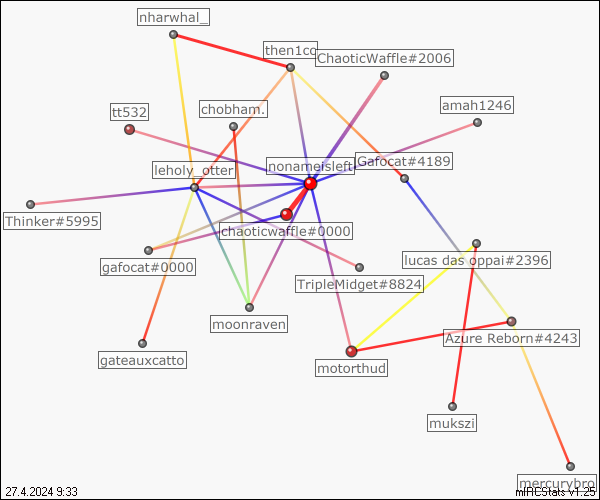 nharwhal_
then1cq
ChaoticWaffle#2006
tt532
chobham.
amah1246
nonameisleft
Gafocat#4189
leholy_otter
Thinker#5995
chaoticwaffle#0000
lucas das oppai#2396
gafocat#0000
TripleMidget#8824
moonraven
Azure Reborn#4243
gateauxcatto
motorthud
mukszi
mercurybro
27.4.2024 9:33
mIRCStats v1.25